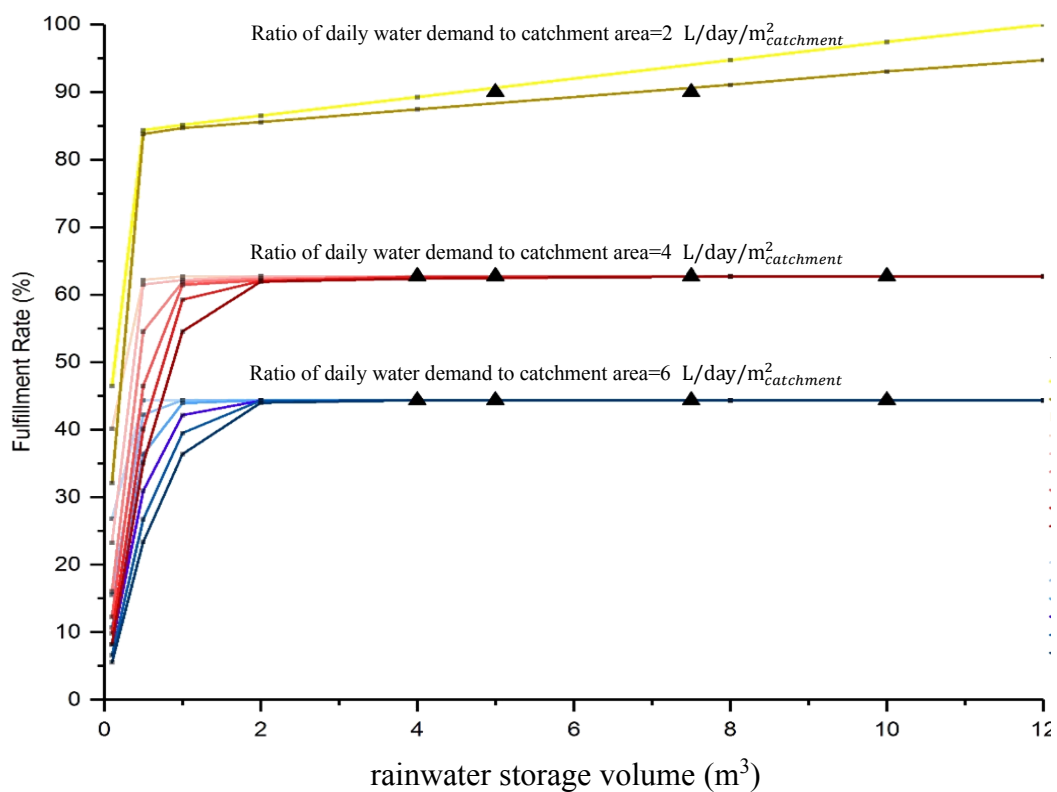 100
90
80
70
60
50
40
30
20
10
0
Fulfillment Rate (%)
Ratio of daily water demand to catchment area=2 L/day/m²catchment
Ratio of daily water demand to catchment area=4 L/day/m²catchment
Ratio of daily water demand to catchment area=6 L/day/m²catchment
0 2 4 6 8 10 12
rainwater storage volume (m³)